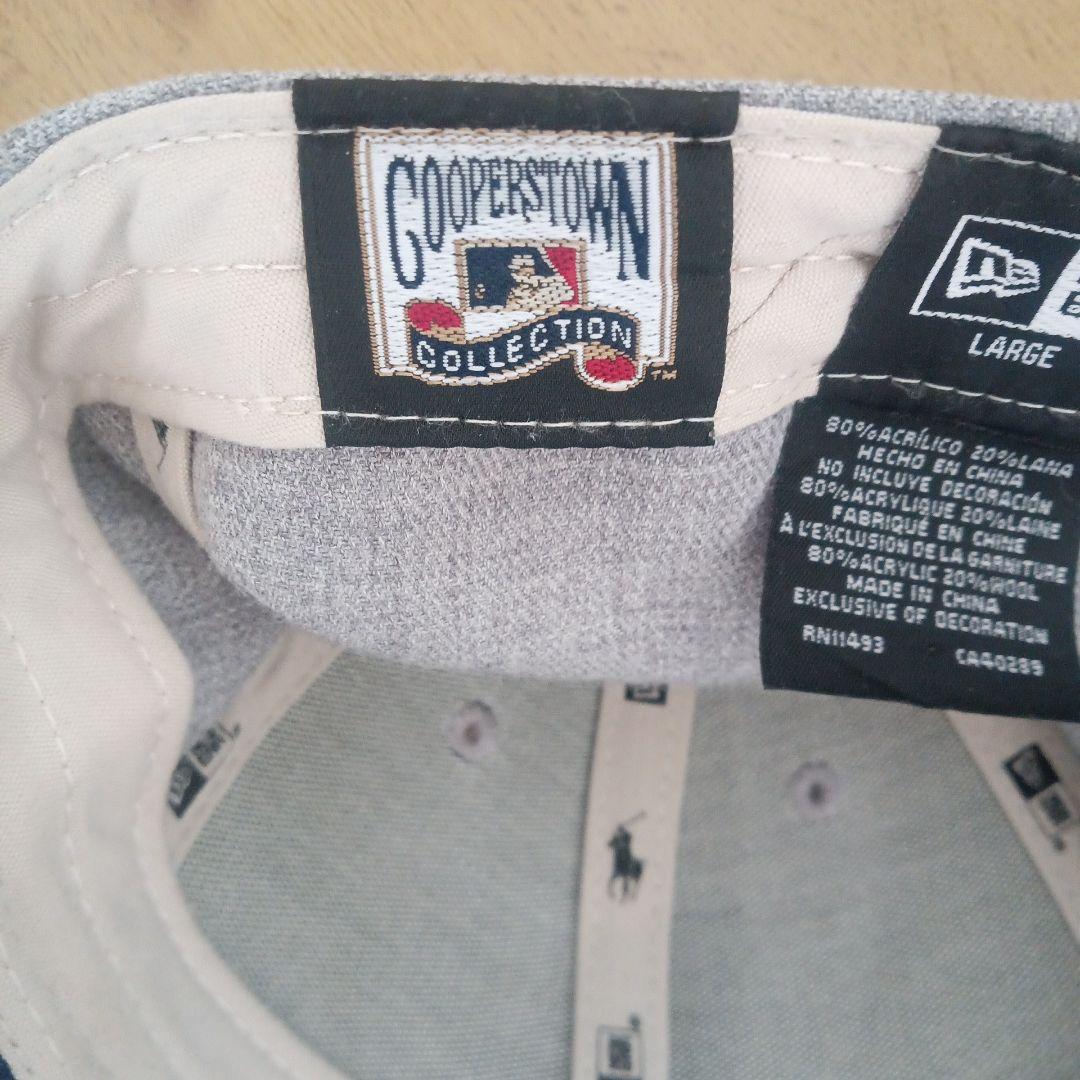 COOPERSTOWN
COLLECTION
TM
LARGE
80%ACRÍLICO 20%LANA
HECHO EN CHINA
NO INCLUYE DECORACIÓN
80%ACRYLIQUE 20%LAINE
FABRIQUÉ EN CHINE
À L'EXCLUSION DE LA GARNITURE
80%ACRYLIC 20%WOOL
MADE IN CHINA
EXCLUSIVE OF DECORATION
RN11493 CA40289